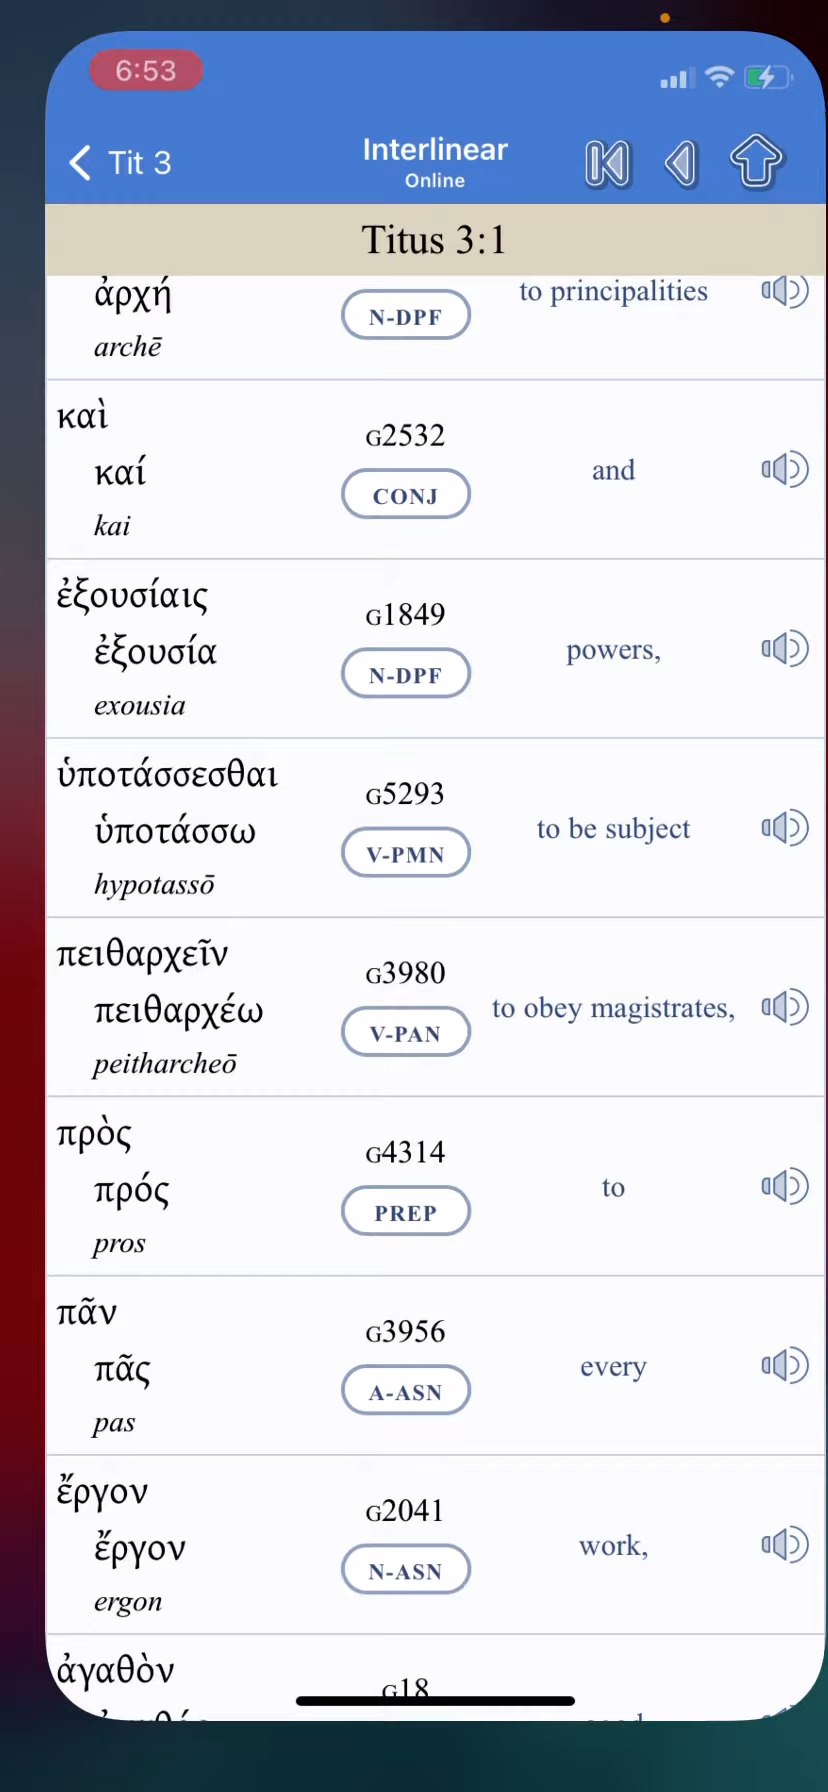 6:53
Tit 3
Interlinear
Online
Titus 3:1
ἀρχή
archē
N-DPF
to principalities
καὶ
καί
kai
G2532
CONJ
and
ἐξουσίαις
ἐξουσία
exousia
G1849
N-DPF
powers,
ὑποτάσσεσθαι
ὑποτάσσω
hypotassō
G5293
V-PMN
to be subject
πειθαρχεῖν
πειθαρχέω
peitharcheō
G3980
V-PAN
to obey magistrates,
πρὸς
πρός
pros
G4314
PREP
to
πᾶν
πᾶς
pas
G3956
A-ASN
every
ἔργον
ἔργον
ergon
G2041
N-ASN
work,
ἀγαθὸν
G18